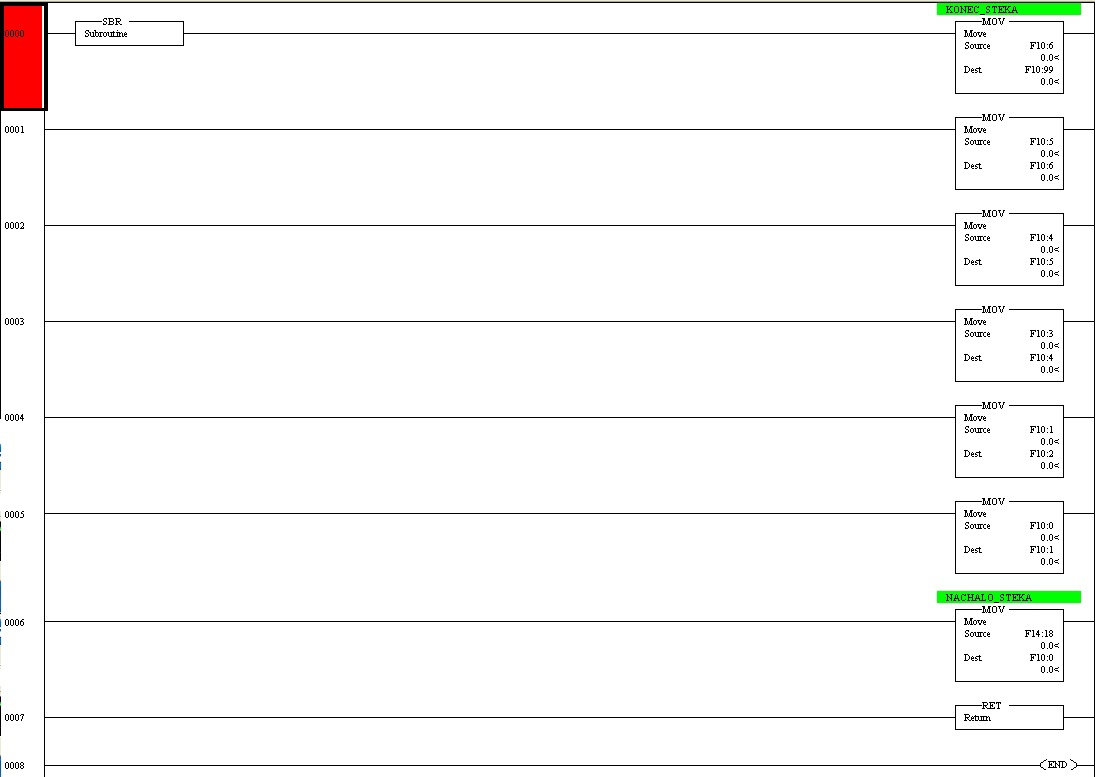 KONEC_STEKA
0000
SBR
Subroutine
MOV
Move
Source F10:6
0.0<
Dest F10:99
0.0<
0001
MOV
Move
Source F10:5
0.0<
Dest F10:6
0.0<
0002
MOV
Move
Source F10:4
0.0<
Dest F10:5
0.0<
0003
MOV
Move
Source F10:3
0.0<
Dest F10:4
0.0<
0004
MOV
Move
Source F10:1
0.0<
Dest F10:2
0.0<
0005
MOV
Move
Source F10:0
0.0<
Dest F10:1
0.0<
NACHALO_STEKA
0006
MOV
Move
Source F14:18
0.0<
Dest F10:0
0.0<
0007
RET
Return
0008
END